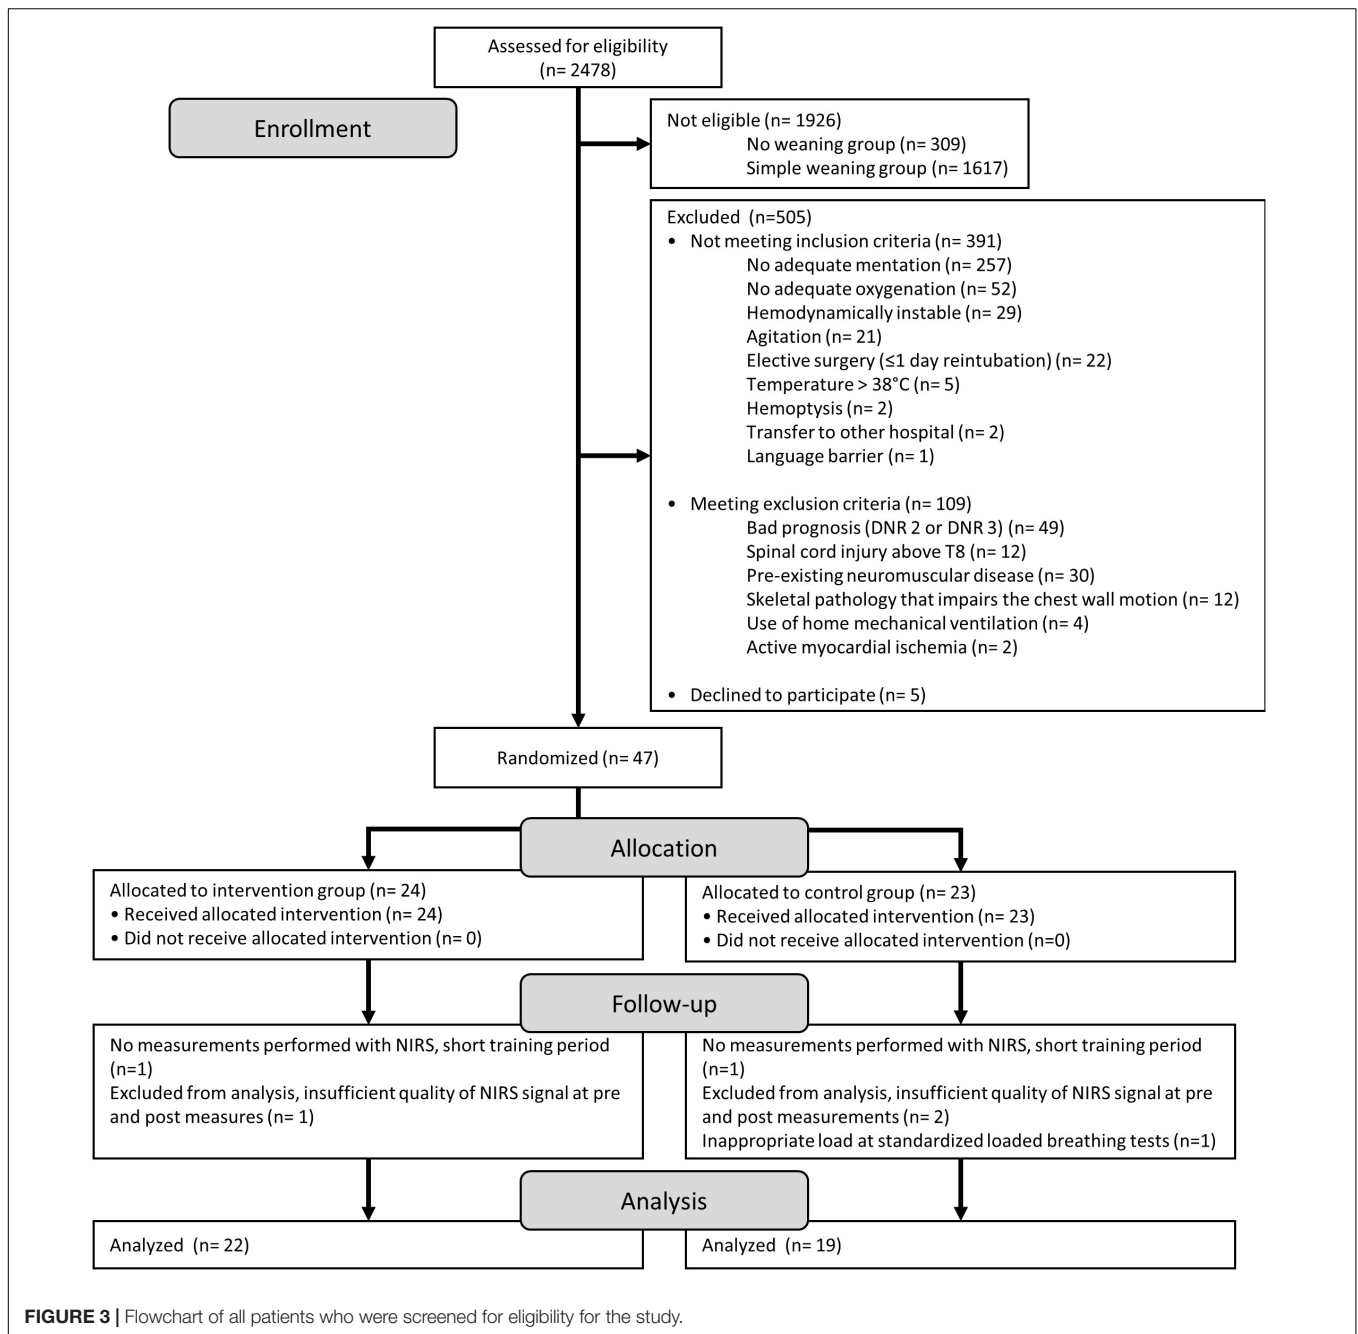 Assessed for eligibility
(n= 2478)
Enrollment
Not eligible (n= 1926)
No weaning group (n= 309)
Simple weaning group (n= 1617)
Excluded (n=505)
• Not meeting inclusion criteria (n= 391)
No adequate mentation (n= 257)
No adequate oxygenation (n= 52)
Hemodynamically instable (n= 29)
Agitation (n= 21)
Elective surgery (≤1 day reintubation) (n= 22)
Temperature > 38°C (n= 5)
Hemoptysis (n= 2)
Transfer to other hospital (n= 2)
Language barrier (n= 1)
• Meeting exclusion criteria (n= 109)
Bad prognosis (DNR 2 or DNR 3) (n= 49)
Spinal cord injury above T8 (n= 12)
Pre-existing neuromuscular disease (n= 30)
Skeletal pathology that impairs the chest wall motion (n= 12)
Use of home mechanical ventilation (n= 4)
Active myocardial ischemia (n= 2)
• Declined to participate (n= 5)
Randomized (n= 47)
Allocation
Allocated to intervention group (n= 24)
• Received allocated intervention (n= 24)
• Did not receive allocated intervention (n= 0)
Allocated to control group (n= 23)
• Received allocated intervention (n= 23)
• Did not receive allocated intervention (n=0)
Follow-up
No measurements performed with NIRS, short training period
(n=1)
Excluded from analysis, insufficient quality of NIRS signal at pre
and post measures (n= 1)
No measurements performed with NIRS, short training period
(n=1)
Excluded from analysis, insufficient quality of NIRS signal at pre
and post measurements (n= 2)
Inappropriate load at standardized loaded breathing tests (n=1)
Analysis
Analyzed (n= 22)
Analyzed (n= 19)
FIGURE 3 | Flowchart of all patients who were screened for eligibility for the study.